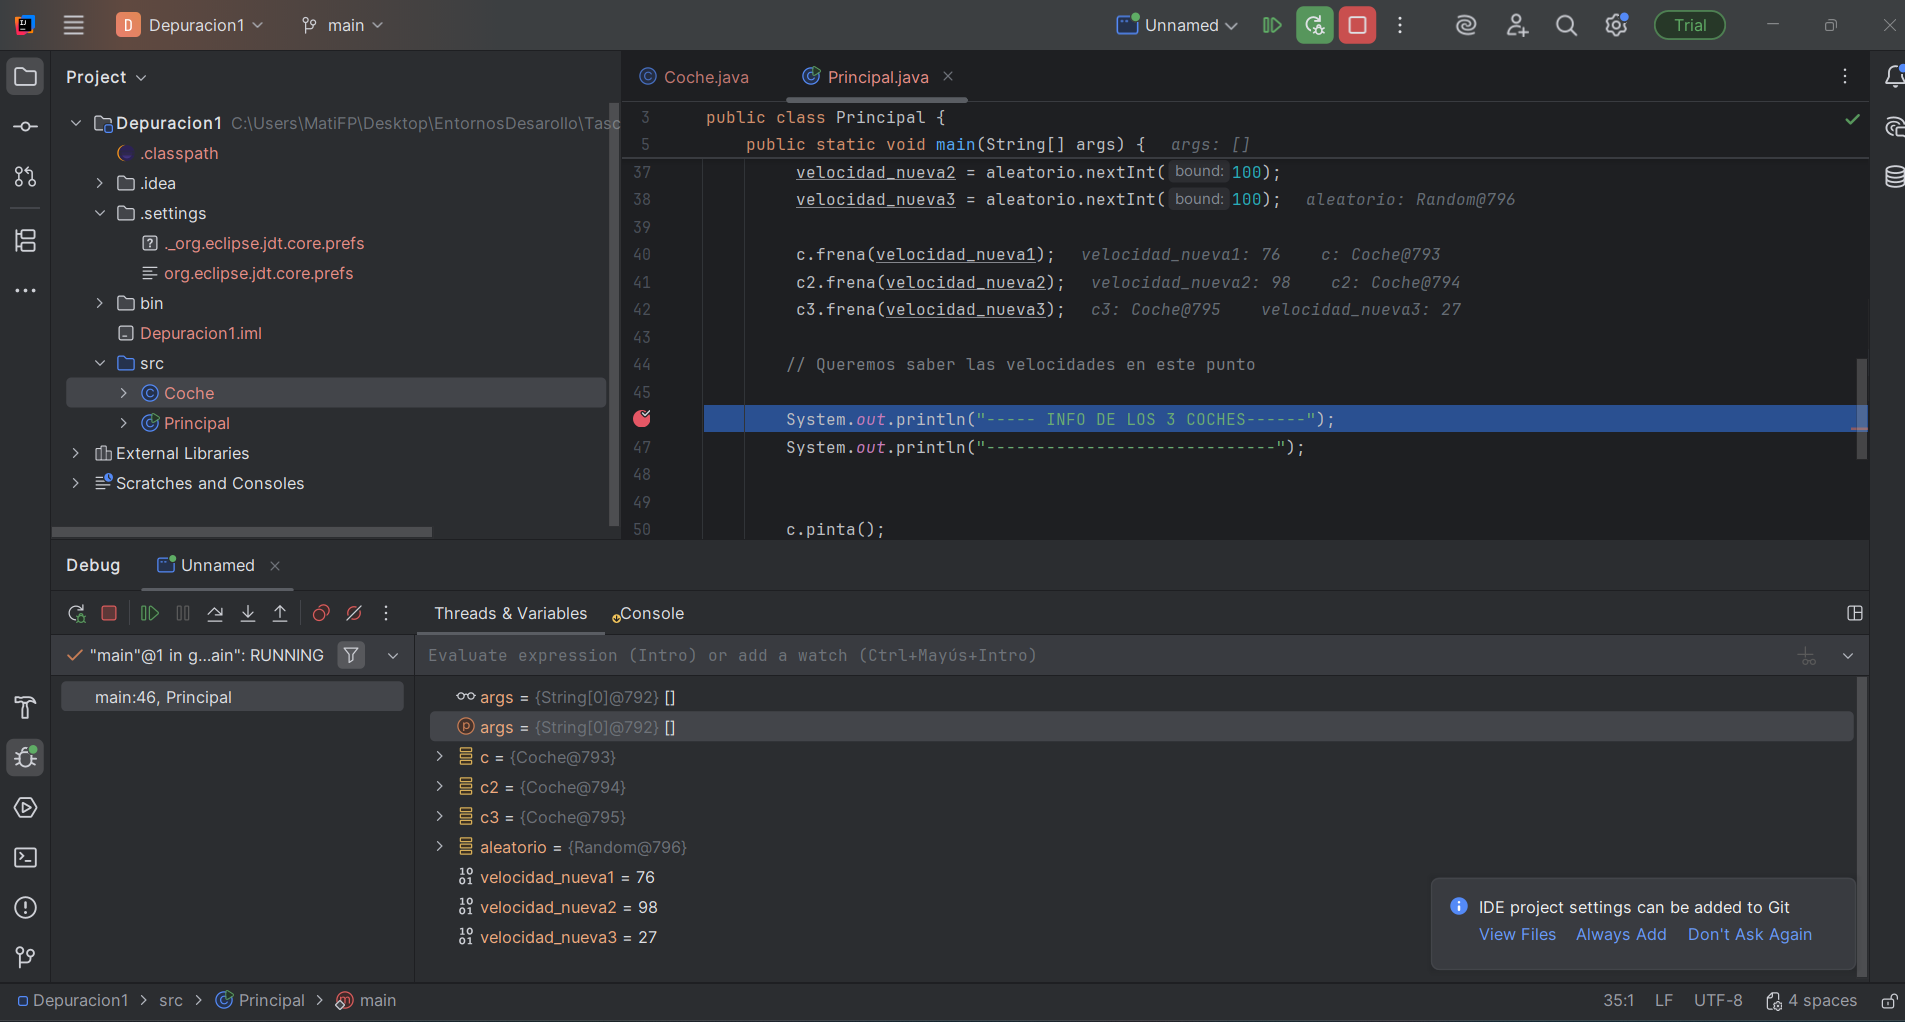 D Depuracion1
main
Unnamed
Trial
Project
Depuracion1 C:\Users\MatiFP\Desktop\EntornosDesarollo\Tasc
.classpath
.idea
.settings
._org.eclipse.jdt.core.prefs
org.eclipse.jdt.core.prefs
bin
Depuracion1.iml
src
Coche
Principal
External Libraries
Scratches and Consoles
Coche.java
Principal.java
3 public class Principal {
5 public static void main(String[] args) { args: []
37 velocidad_nueva2 = aleatorio.nextInt( bound: 100);
38 velocidad_nueva3 = aleatorio.nextInt( bound: 100); aleatorio: Random@796
39
40 c.frena(velocidad_nueva1); velocidad_nueva1: 76 c: Coche@793
41 c2.frena(velocidad_nueva2); velocidad_nueva2: 98 c2: Coche@794
42 c3.frena(velocidad_nueva3); c3: Coche@795 velocidad_nueva3: 27
43
44 // Queremos saber las velocidades en este punto
45
System.out.println("----- INFO DE LOS 3 COCHES------");
47 System.out.println("-----------------------------");
48
49
50 c.pinta();
Debug
Unnamed
Threads & Variables
Console
"main"@1 in g...ain": RUNNING
Evaluate expression (Intro) or add a watch (Ctrl+Mayús+Intro)
main:46, Principal
args = {String[0]@792} []
args = {String[0]@792} []
c = {Coche@793}
c2 = {Coche@794}
c3 = {Coche@795}
aleatorio = {Random@796}
velocidad_nueva1 = 76
velocidad_nueva2 = 98
velocidad_nueva3 = 27
IDE project settings can be added to Git
View Files Always Add Don't Ask Again
Depuracion1 > src > Principal > main
35:1 LF UTF-8 4 spaces